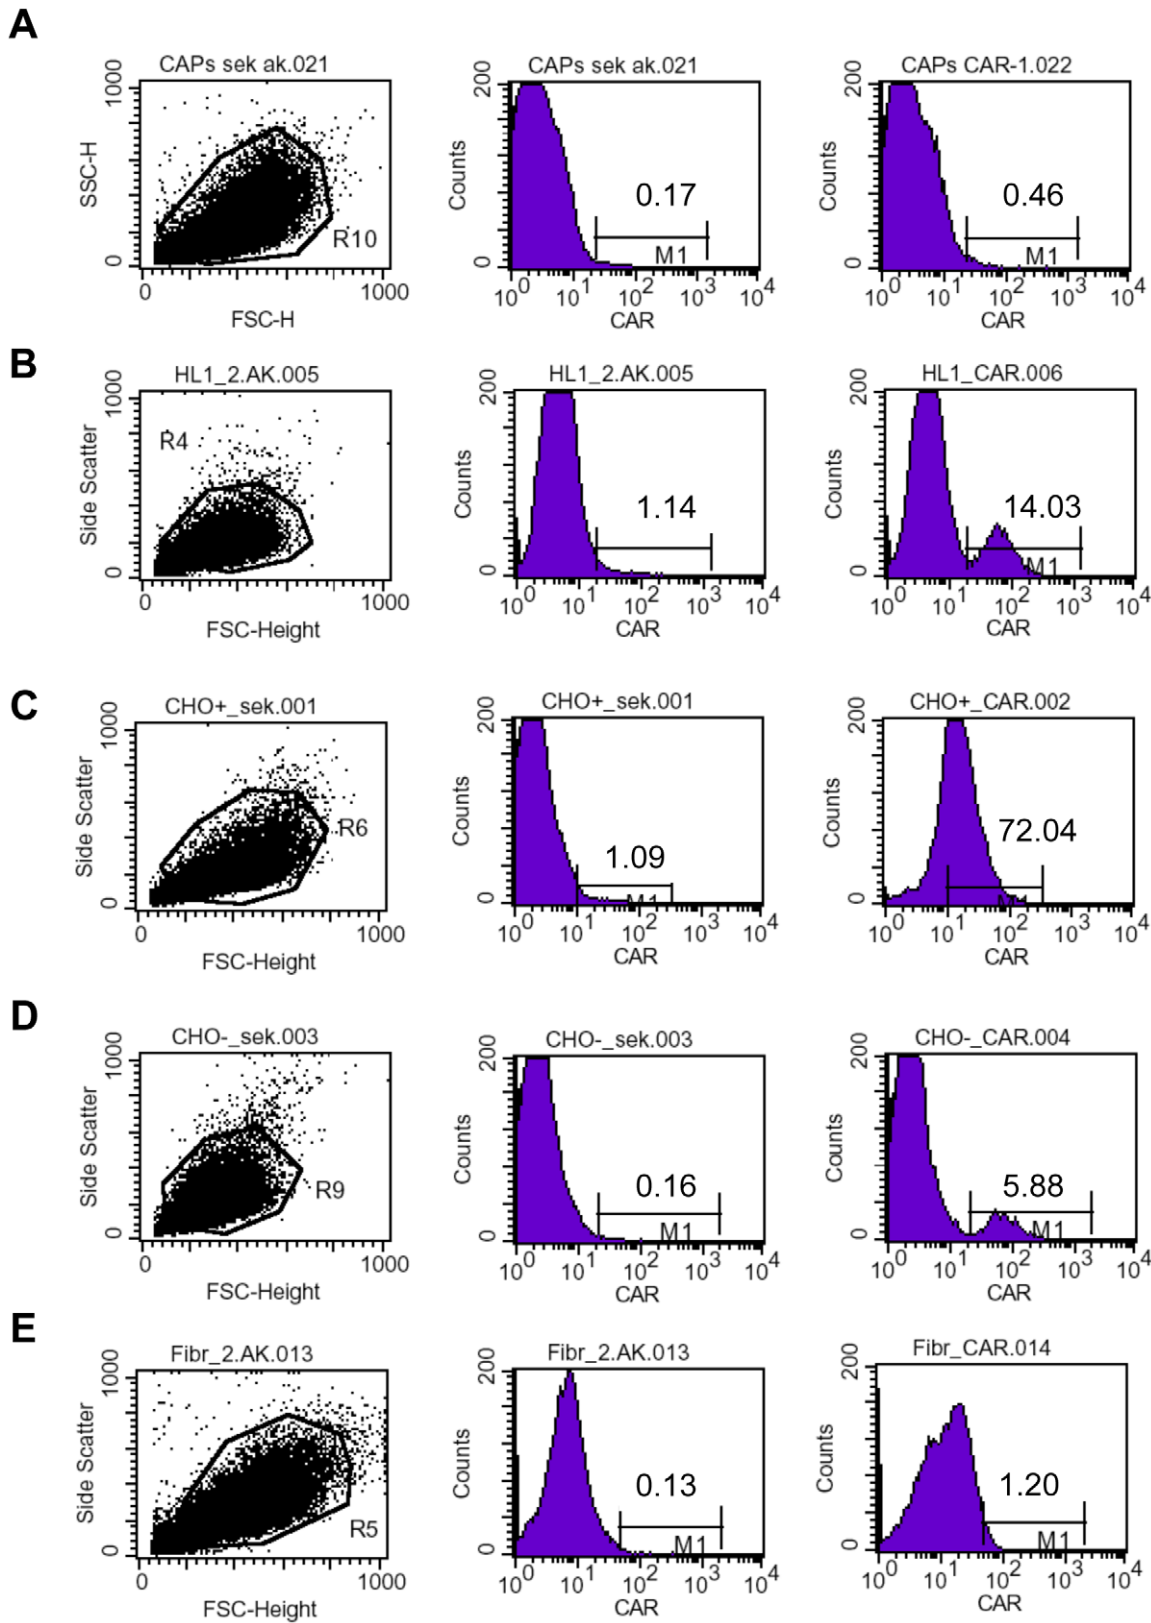 A
CAPs sek ak.021
1000
SSC-H
0
R10
0
1000
FSC-H
CAPs sek ak.021
200
Counts
0
0.17
M1
10^0 10^1 10^2 10^3 10^4
CAR
CAPs CAR-1.022
200
Counts
0
0.46
M1
10^0 10^1 10^2 10^3 10^4
CAR
B
HL1_2.AK.005
1000
Side Scatter
0
R4
0
1000
FSC-Height
HL1_2.AK.005
200
Counts
0
1.14
10^0 10^1 10^2 10^3 10^4
CAR
HL1_CAR.006
200
Counts
0
14.03
M1
10^0 10^1 10^2 10^3 10^4
CAR
C
CHO+_sek.001
1000
Side Scatter
0
R6
0
1000
FSC-Height
CHO+_sek.001
200
Counts
0
1.09
M1
10^0 10^1 10^2 10^3 10^4
CAR
CHO+_CAR.002
200
Counts
0
72.04
10^0 10^1 10^2 10^3 10^4
CAR
D
CHO-_sek.003
1000
Side Scatter
0
R9
0
1000
FSC-Height
CHO-_sek.003
200
Counts
0
0.16
M1
10^0 10^1 10^2 10^3 10^4
CAR
CHO-_CAR.004
200
Counts
0
5.88
M1
10^0 10^1 10^2 10^3 10^4
CAR
E
Fibr_2.AK.013
1000
Side Scatter
0
R5
0
1000
FSC-Height
Fibr_2.AK.013
200
Counts
0
0.13
M1
10^0 10^1 10^2 10^3 10^4
CAR
Fibr_CAR.014
200
Counts
0
1.20
M1
10^0 10^1 10^2 10^3 10^4
CAR